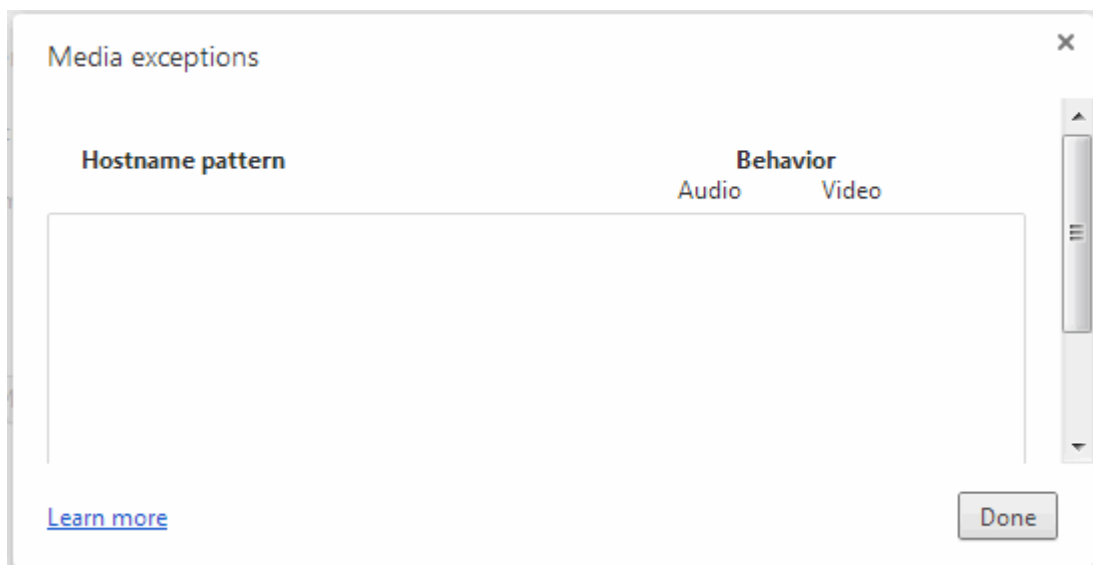 Media exceptions
Hostname pattern Behavior
Audio Video
Learn more Done